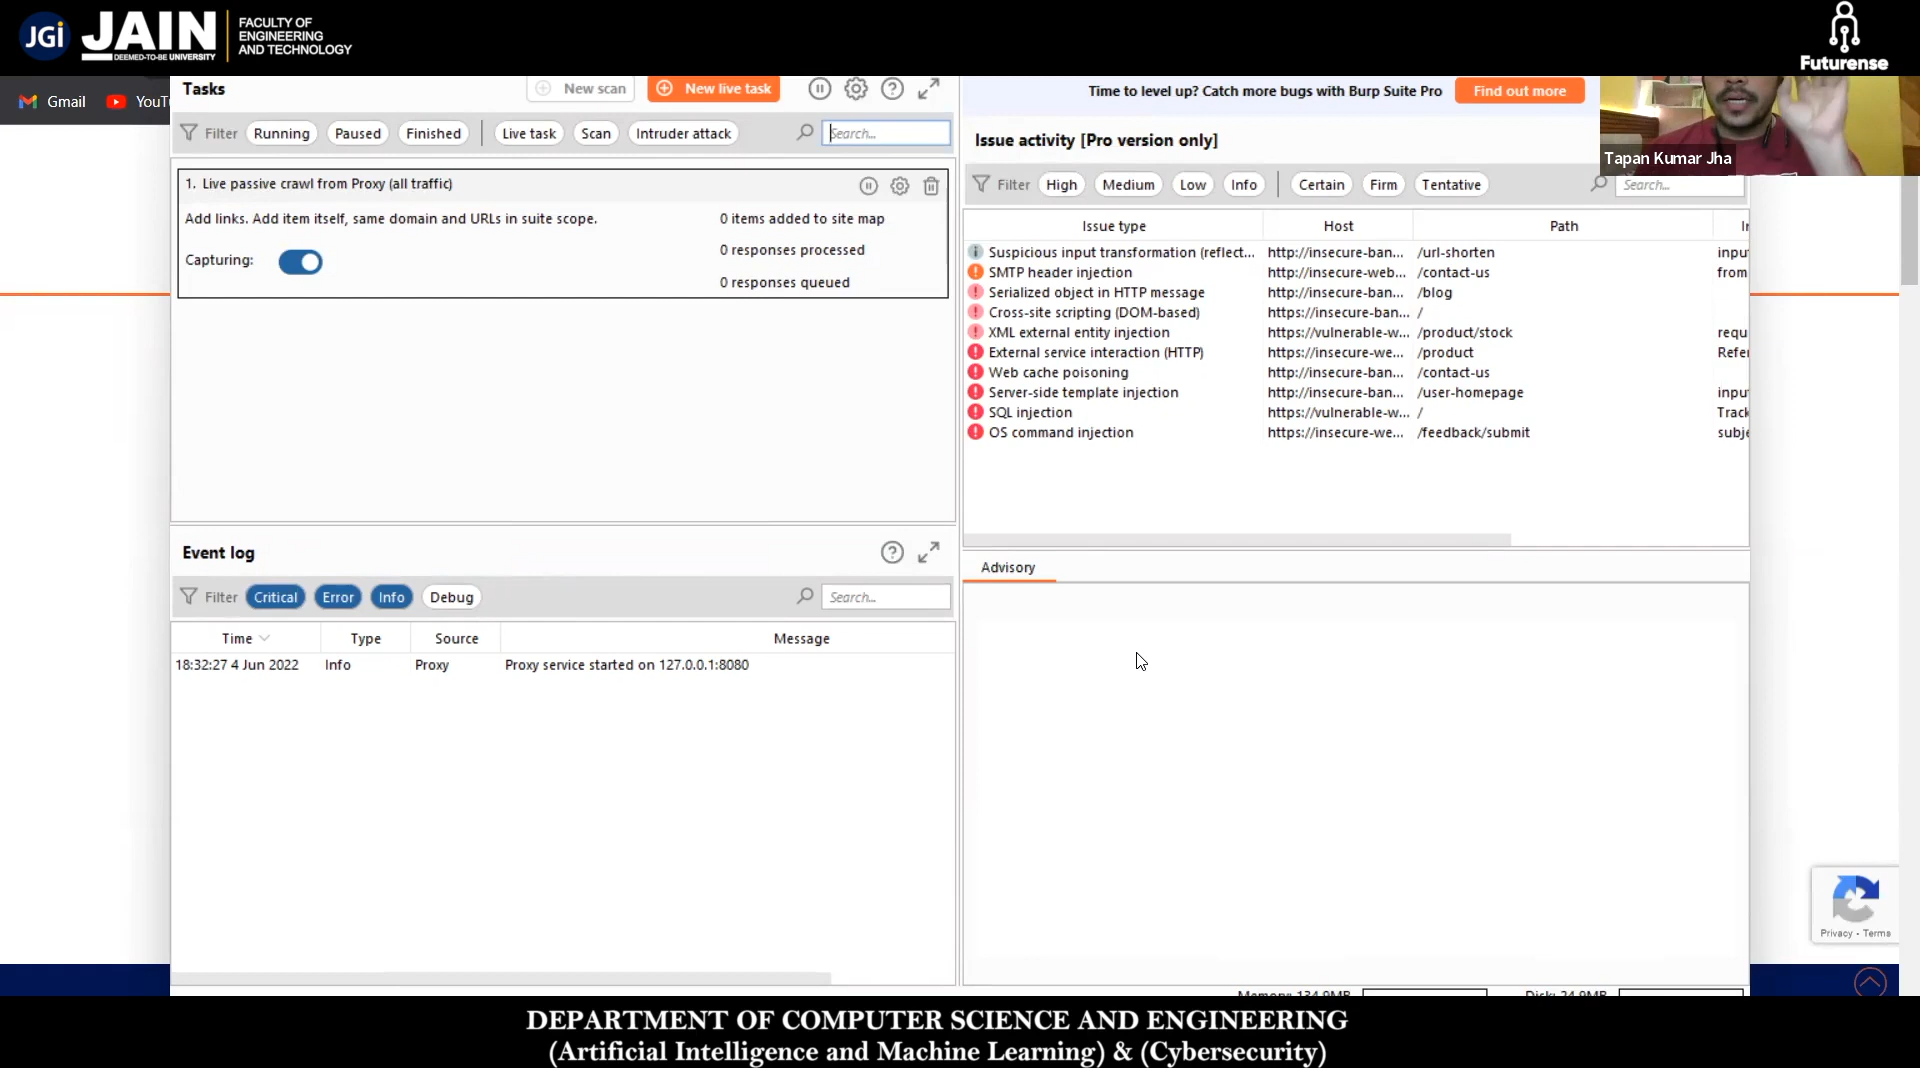 JGi JAIN
DEEMED-TO-BE UNIVERSITY
FACULTY OF
ENGINEERING
AND TECHNOLOGY
Futurense
Gmail
Tasks
New scan
New live task
Filter Running Paused Finished Live task Scan Intruder attack Search...
1. Live passive crawl from Proxy (all traffic)
Add links. Add item itself, same domain and URLs in suite scope.
0 items added to site map
Capturing:
0 responses processed
0 responses queued
Time to level up? Catch more bugs with Burp Suite Pro
Find out more
Tapan Kumar Jha
Issue activity [Pro version only]
Filter High Medium Low Info Certain Firm Tentative Search...
Issue type Host Path
Suspicious input transformation (reflect... http://insecure-ban... /url-shorten
SMTP header injection http://insecure-web... /contact-us from
Serialized object in HTTP message http://insecure-ban... /blog
Cross-site scripting (DOM-based) https://insecure-ban... /
XML external entity injection https://vulnerable-w... /product/stock requ
External service interaction (HTTP) https://insecure-we... /product
Web cache poisoning http://insecure-ban... /contact-us
Server-side template injection http://insecure-ban... /user-homepage
SQL injection https://vulnerable-w... / Track
OS command injection https://insecure-we... /feedback/submit
Advisory
Event log
Filter Critical Error Info Debug Search...
Time Type Source Message
18:32:27 4 Jun 2022 Info Proxy Proxy service started on 127.0.0.1:8080
Privacy - Terms
DEPARTMENT OF COMPUTER SCIENCE AND ENGINEERING
(Artificial Intelligence and Machine Learning) & (Cybersecurity)